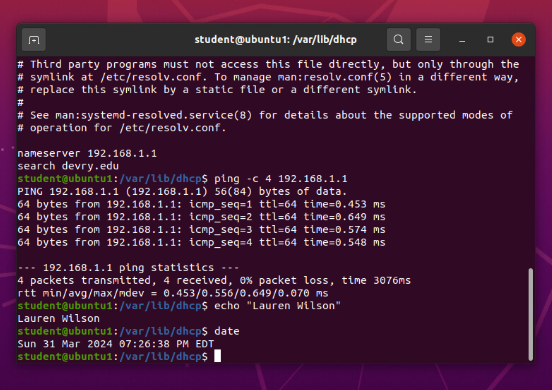 student@ubuntu1: /var/lib/dhcp
# Third party programs must not access this file directly, but only through the
# symlink at /etc/resolv.conf. To manage man:resolv.conf(5) in a different way,
# replace this symlink by a static file or a different symlink.
#
# See man:systemd-resolved.service(8) for details about the supported modes of
# operation for /etc/resolv.conf.

nameserver 192.168.1.1
search devry.edu
student@ubuntu1:/var/lib/dhcp$ ping -c 4 192.168.1.1
PING 192.168.1.1 (192.168.1.1) 56(84) bytes of data.
64 bytes from 192.168.1.1: icmp_seq=1 ttl=64 time=0.453 ms
64 bytes from 192.168.1.1: icmp_seq=2 ttl=64 time=0.649 ms
64 bytes from 192.168.1.1: icmp_seq=3 ttl=64 time=0.574 ms
64 bytes from 192.168.1.1: icmp_seq=4 ttl=64 time=0.548 ms

--- 192.168.1.1 ping statistics ---
4 packets transmitted, 4 received, 0% packet loss, time 3076ms
rtt min/avg/max/mdev = 0.453/0.556/0.649/0.070 ms
student@ubuntu1:/var/lib/dhcp$ echo "Lauren Wilson"
Lauren Wilson
student@ubuntu1:/var/lib/dhcp$ date
Sun 31 Mar 2024 07:26:38 PM EDT
student@ubuntu1:/var/lib/dhcp$